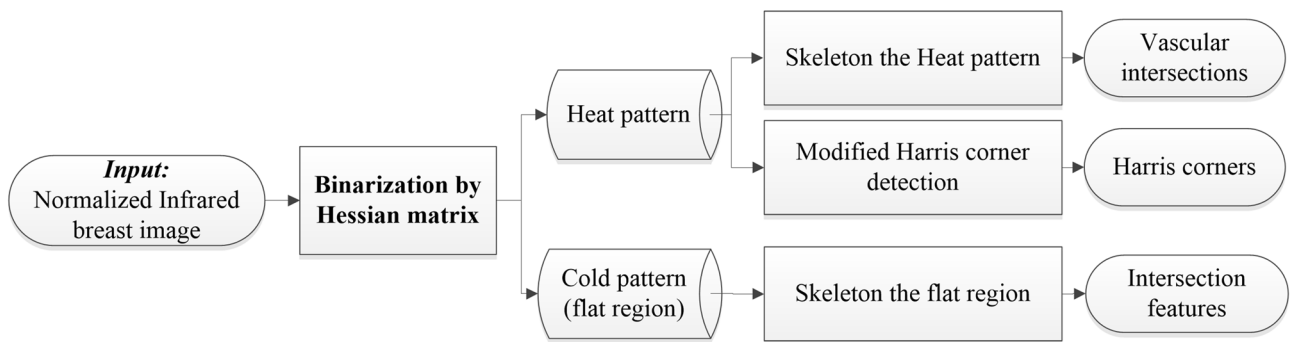 Input:
Normalized Infrared
breast image
Binarization by
Hessian matrix
Heat pattern
Skeleton the Heat pattern
Vascular
intersections
Modified Harris corner
detection
Harris corners
Cold pattern
(flat region)
Skeleton the flat region
Intersection
features